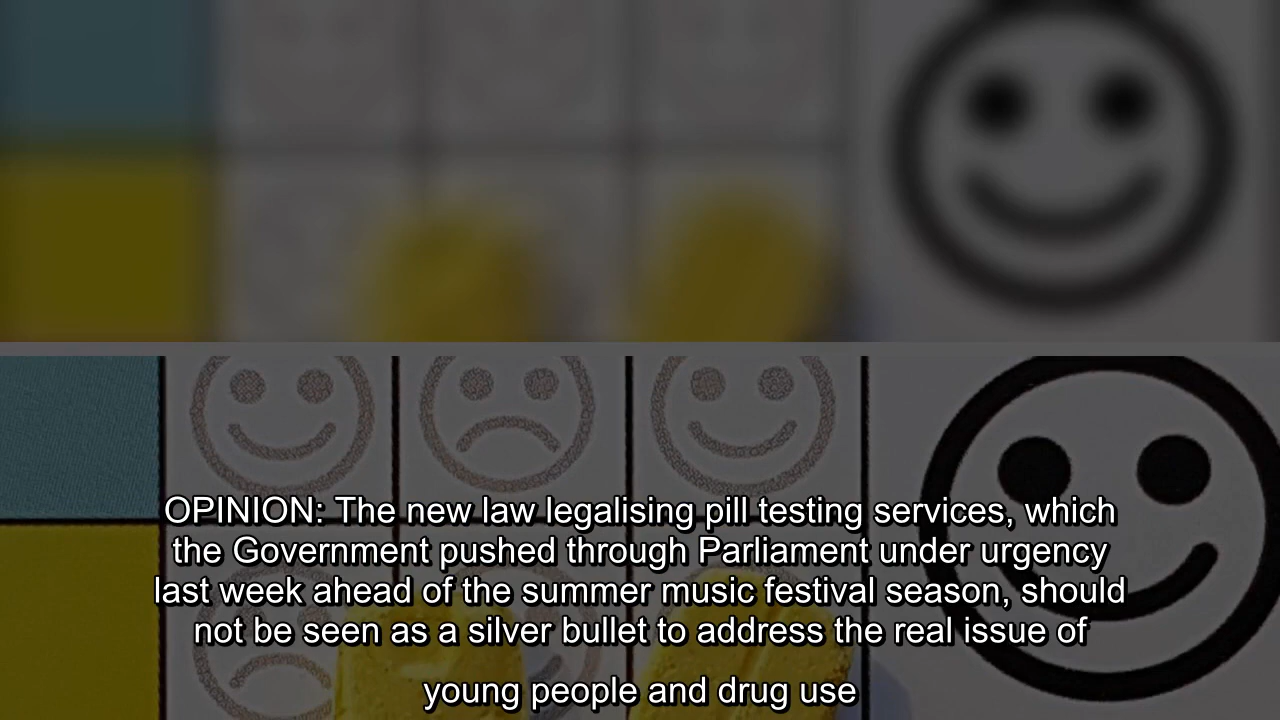 OPINION: The new law legalising pill testing services, which
the Government pushed through Parliament under urgency
last week ahead of the summer music festival season, should
not be seen as a silver bullet to address the real issue of
young people and drug use